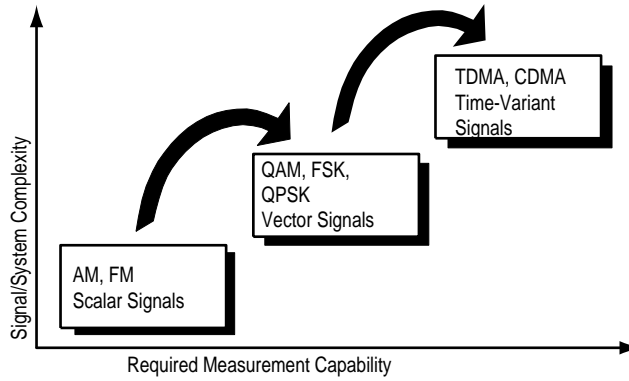 TDMA, CDMA
Time-Variant
Signals
QAM, FSK,
QPSK
Vector Signals
AM, FM
Scalar Signals
Signal/System Complexity
Required Measurement Capability